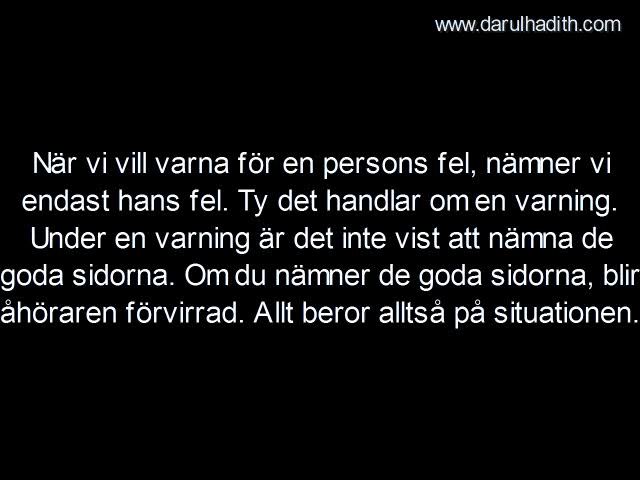 www.darulhadith.com
När vi vill varna för en persons fel, nämner vi
endast hans fel. Ty det handlar om en varning.
Under en varning är det inte vist att nämna de
goda sidorna. Om du nämner de goda sidorna, blir
åhöraren förvirrad. Allt beror alltså på situationen.